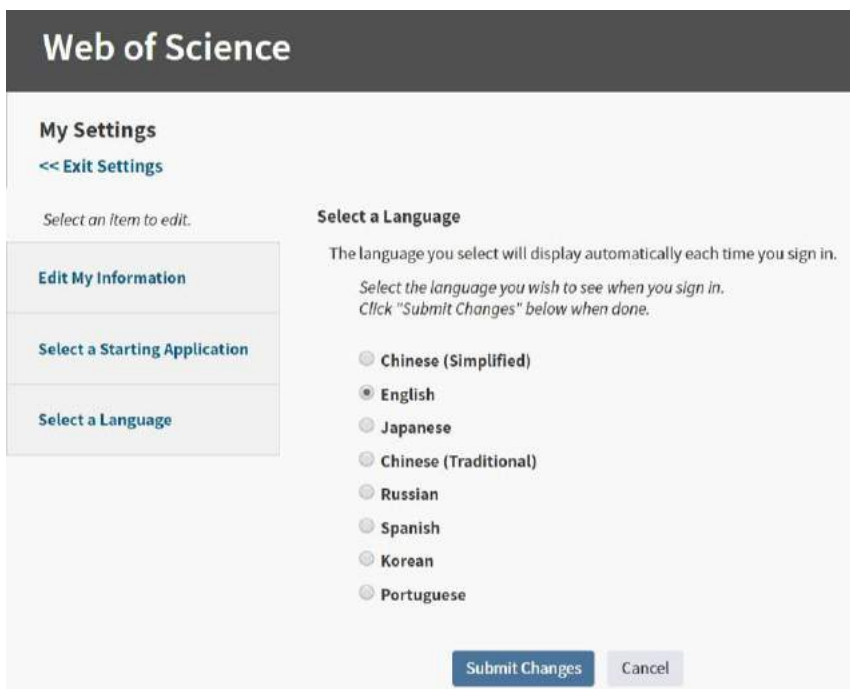 Web of Science
My Settings
<< Exit Settings
Select an item to edit.
Edit My Information
Select a Starting Application
Select a Language
Select a Language
The language you select will display automatically each time you sign in.
Select the language you wish to see when you sign in.
Click "Submit Changes" below when done.
Chinese (Simplified)
English
Japanese
Chinese (Traditional)
Russian
Spanish
Korean
Portuguese
Submit Changes
Cancel